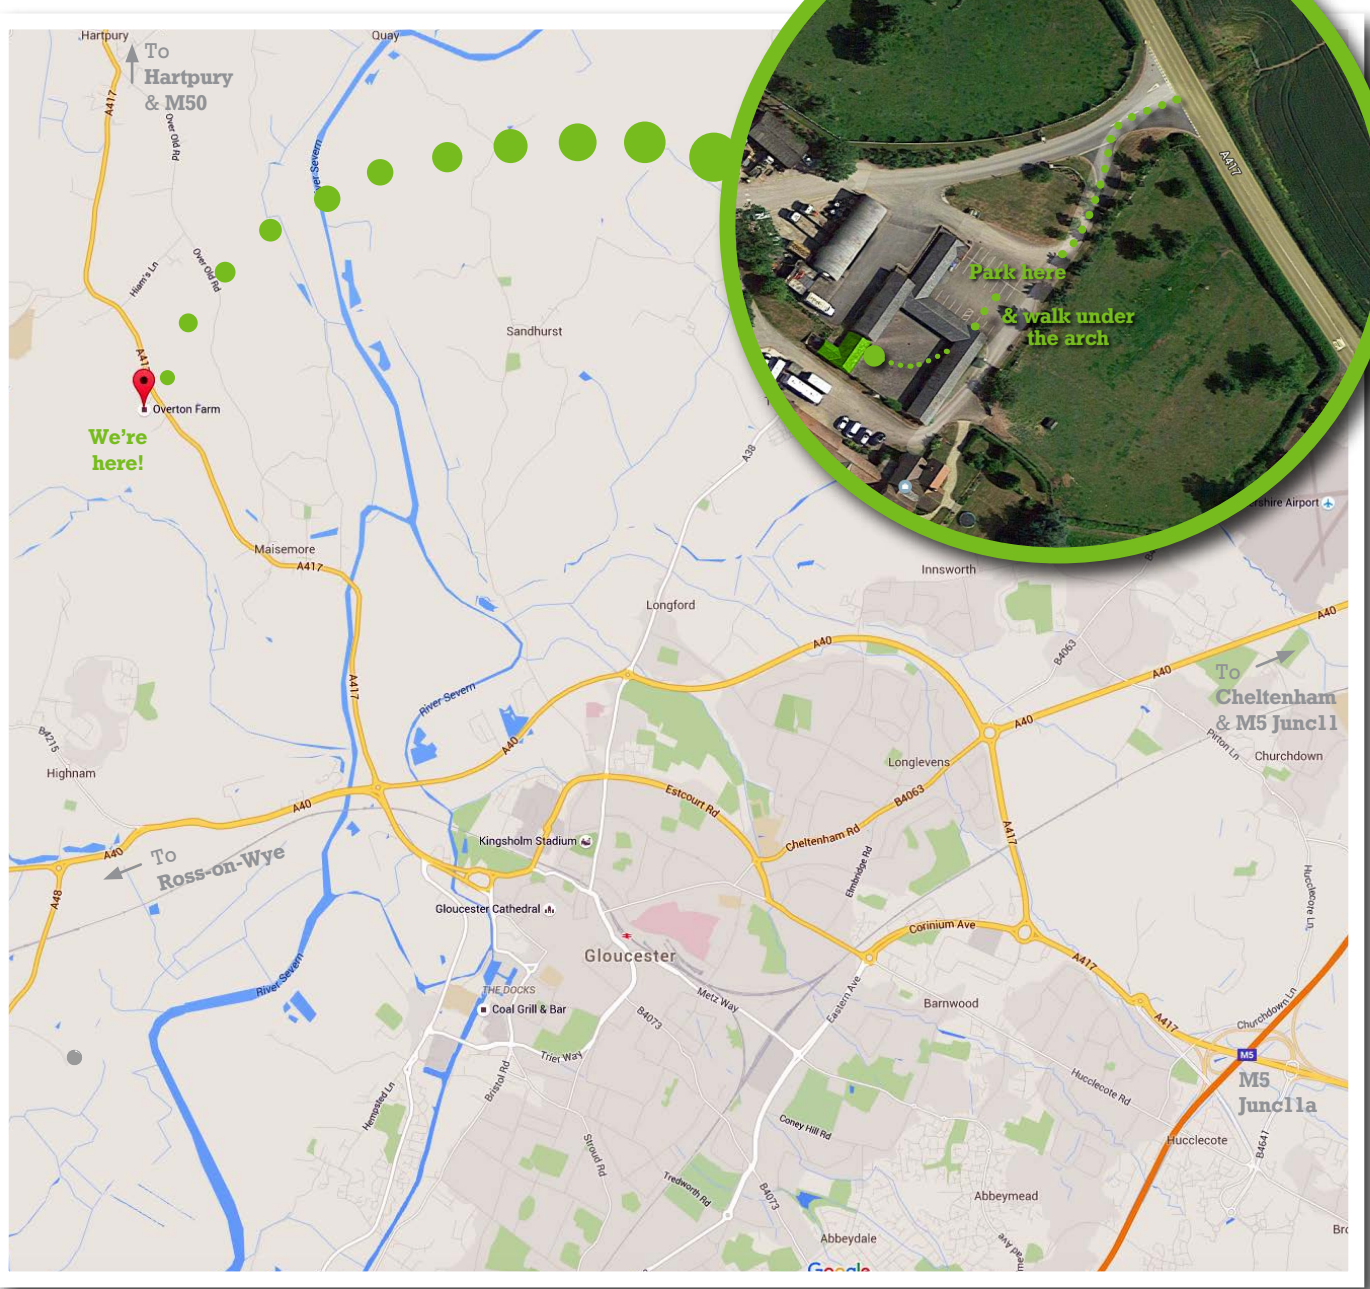 Hartpury
Quay
To
Hartpury
& M50
A417
Over Old Rd
River Severn
A417
Hiam's Ln
Over Old Rd
Park here
& walk under
the arch
Sandhurst
Overton Farm
We're
here!
A38
Maisemore
A417
Innsworth
Longford
A40
A40
B4063
A40
To
Cheltenham
& M5 Junc11
A417
River Severn
A40
A40
B4215
Highnam
Longlevens
Pirton Ln
Churchdown
A40
Estcourt Rd
B4063
A417
Kingsholm Stadium
Cheltenham Rd
A40
To
Ross-on-Wye
Elmbridge Rd
A48
Hucclecote Ln
Gloucester Cathedral
Corinium Ave
Gloucester
A417
River Severn
THE DOCKS
Metz Way
Eastern Ave
Barnwood
Coal Grill & Bar
B4073
A417
Churchdown Ln
Trier Way
M5
M5
Junc11a
Hucclecote Rd
Bristol Rd
Hempsted Ln
Coney Hill Rd
Stroud Rd
Hucclecote
B4641
Tredworth Rd
B4073
Abbeymead
Abbeydale
Google